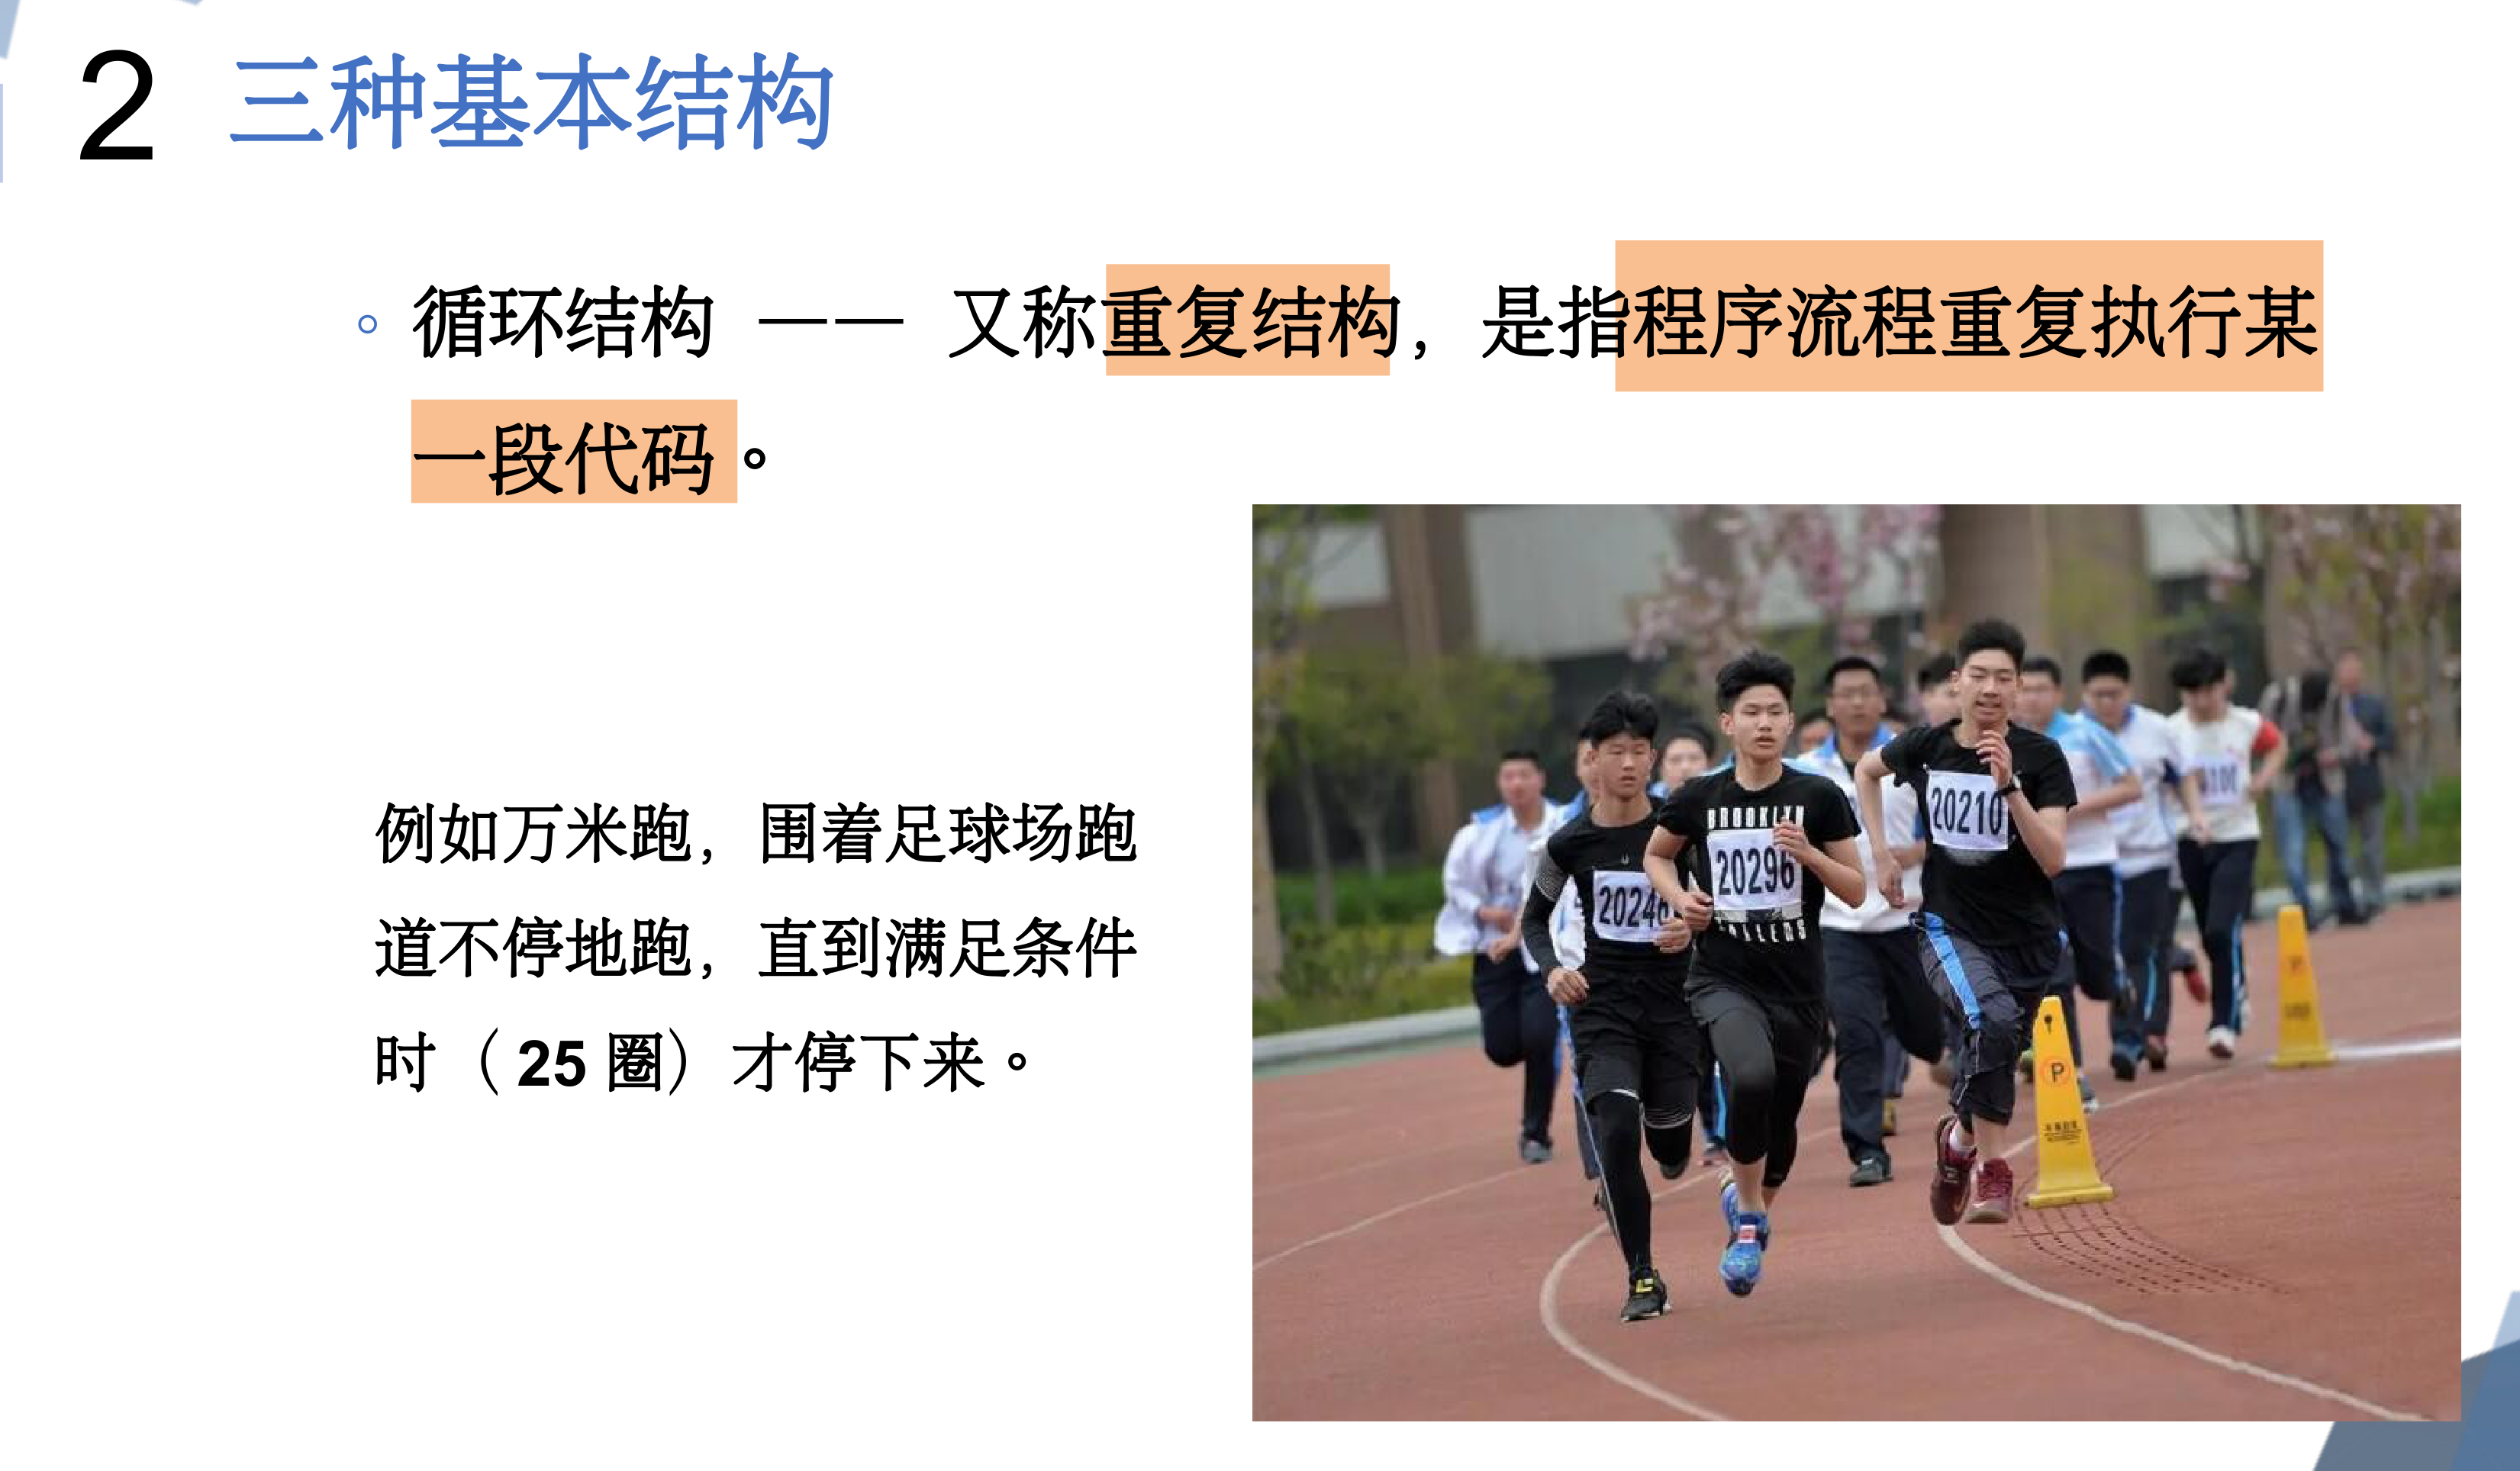 2 三种基本结构
循环结构 —— 又称重复结构，是指程序流程重复执行某
一段代码。
例如万米跑，围着足球场跑
道不停地跑，直到满足条件
时（25圈）才停下来。
BROOKLYN
20210
20296
P